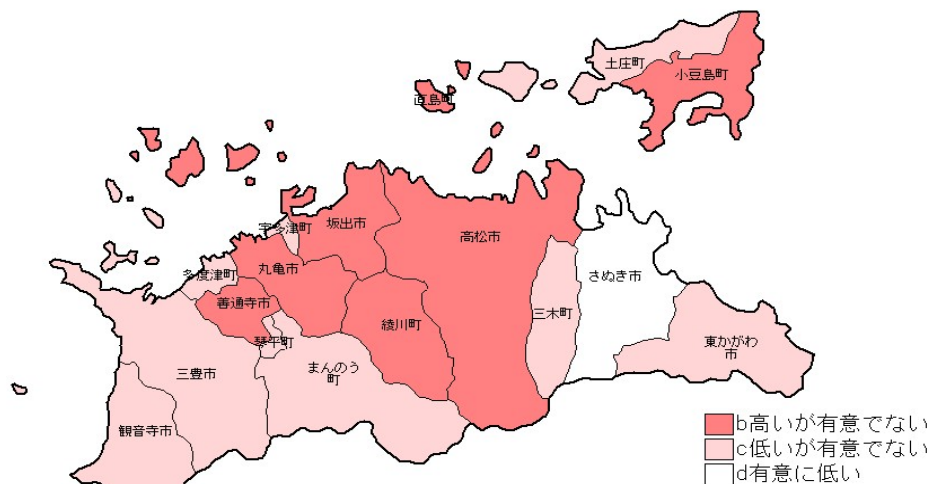 土庄町
小豆島町
直島町
宇多津町
坂出市
高松市
丸亀市
多度津町
さぬき市
善通寺市
綾川町
三木町
琴平町
東かがわ
市
まんのう
町
三豊市
観音寺市
b高いが有意でない
c低いが有意でない
d有意に低い